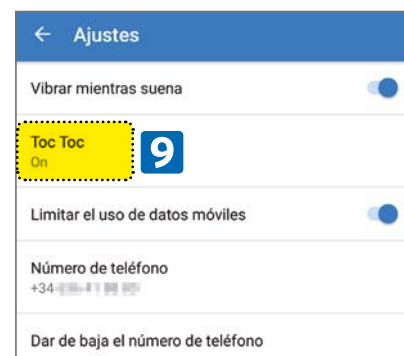 ← Ajustes
Vibrar mientras suena
Toc Toc
On
9
Limitar el uso de datos móviles
Número de teléfono
+34
Dar de baja el número de teléfono